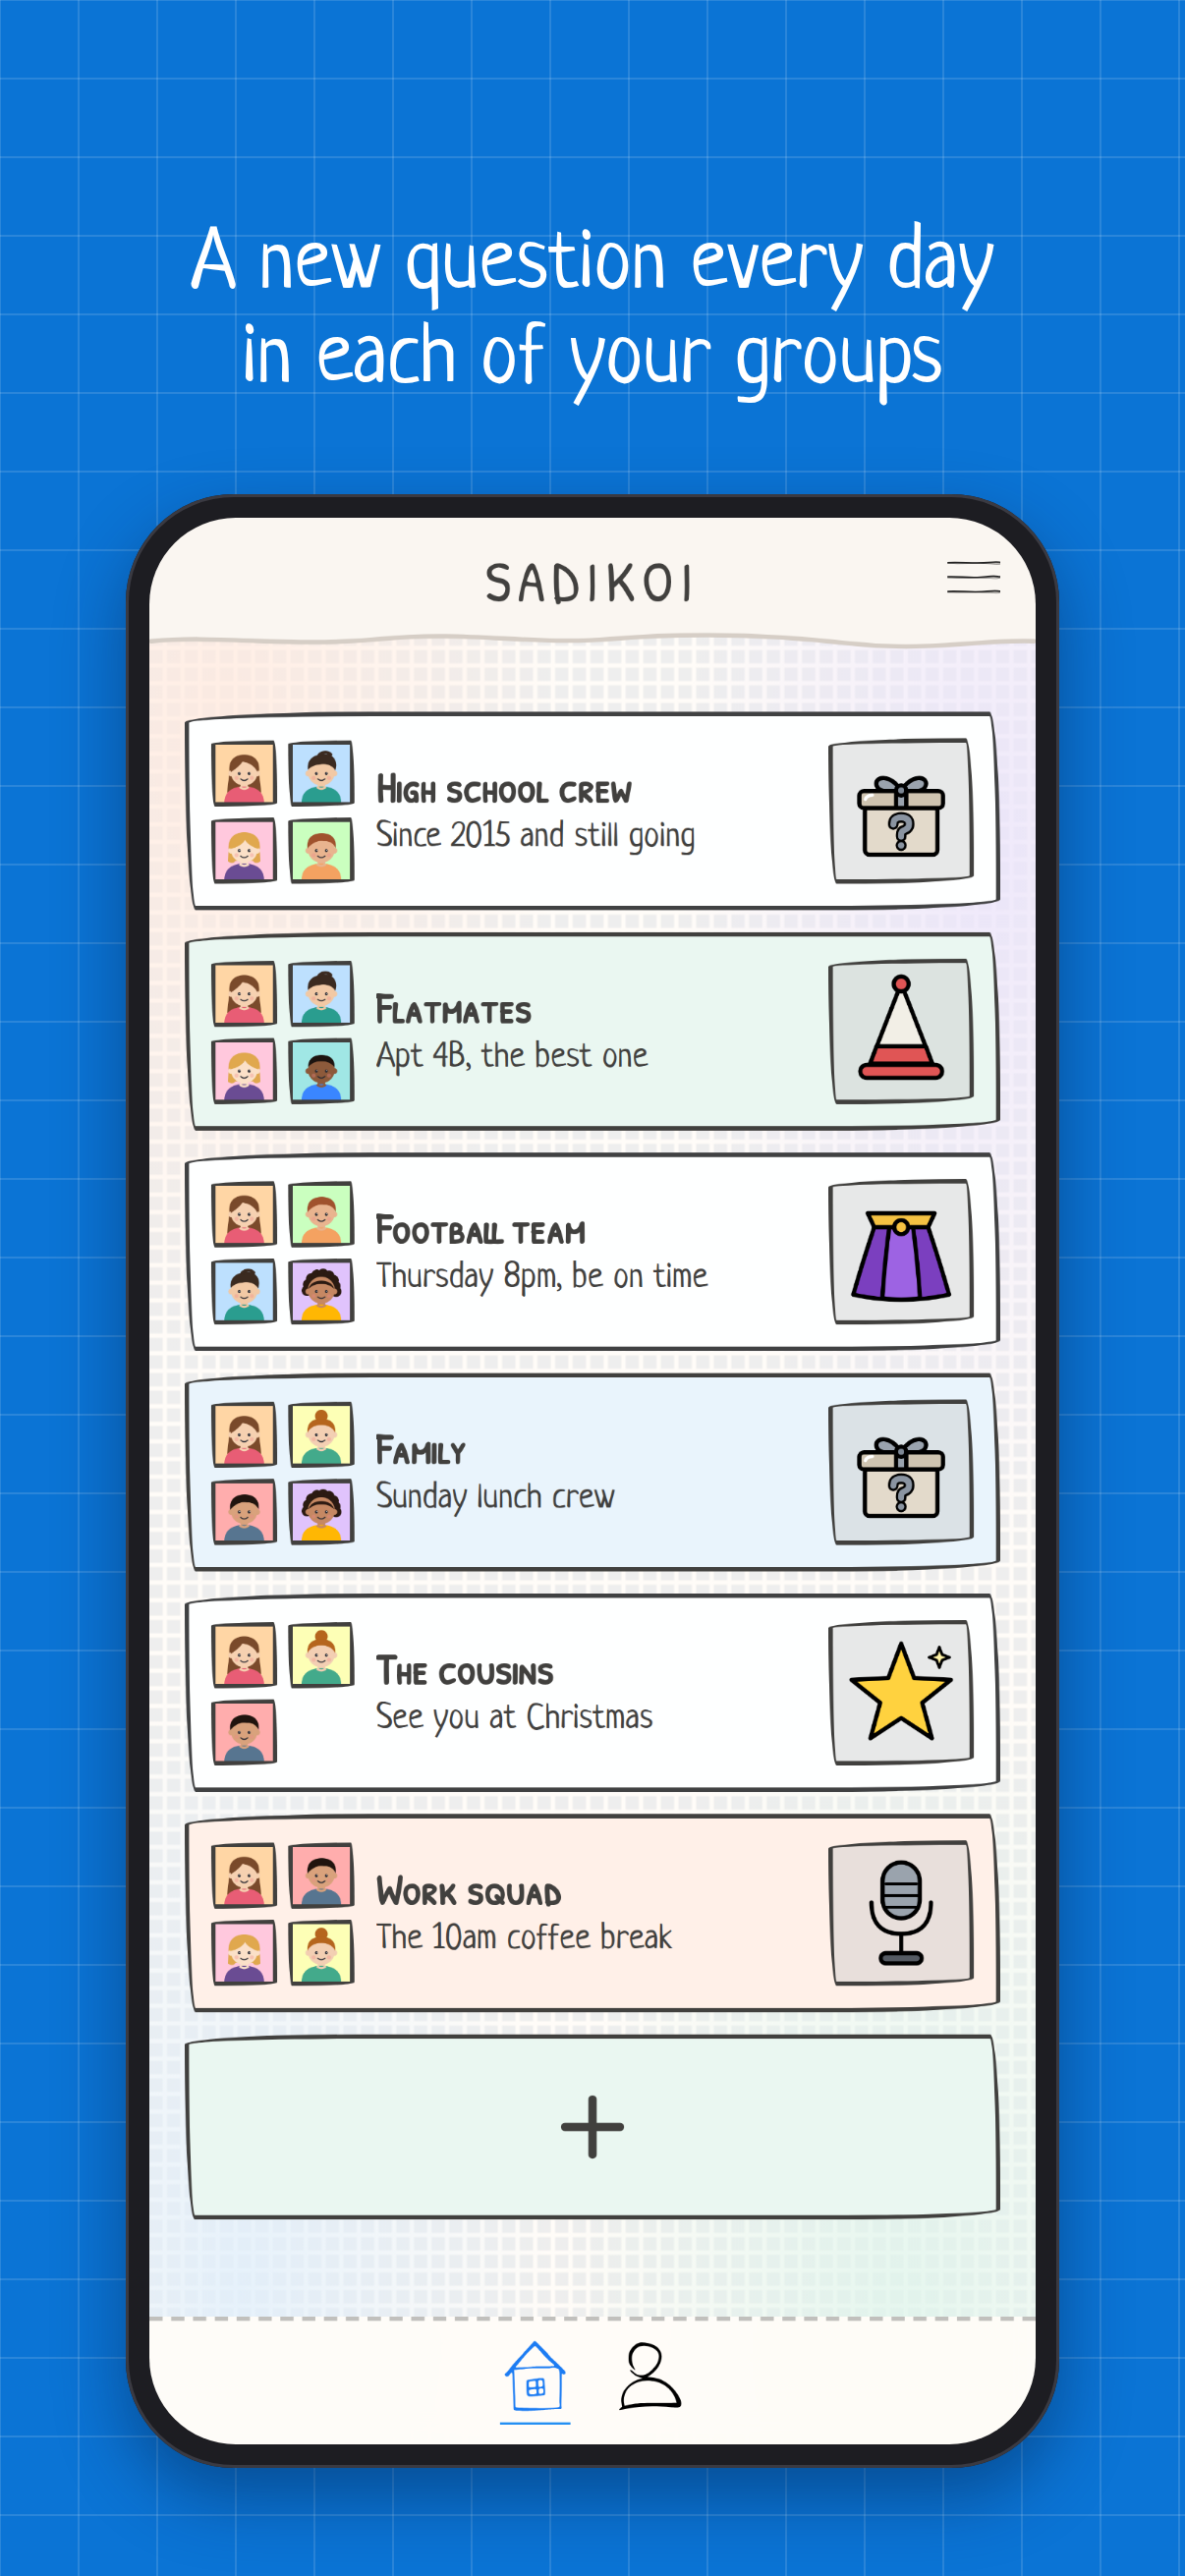 A new question every day
in each of your groups
SADIKOI
High school crew
Since 2015 and still going
?
Flatmates
Apt 4B, the best one
Football team
Thursday 8pm, be on time
Family
Sunday lunch crew
?
The cousins
See you at Christmas
Work squad
The 10am coffee break
+